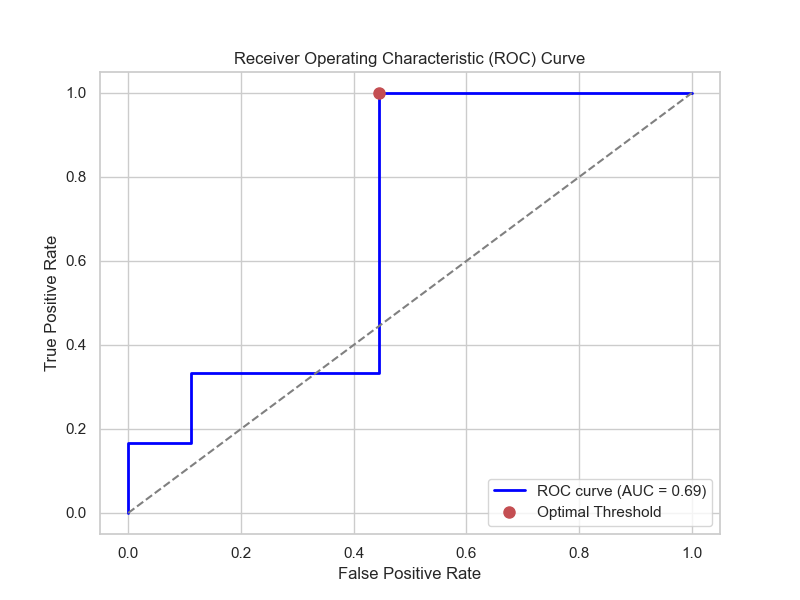 Receiver Operating Characteristic (ROC) Curve
1.0
0.8
0.6
0.4
0.2
0.0
True Positive Rate
0.0 0.2 0.4 0.6 0.8 1.0
False Positive Rate
ROC curve (AUC = 0.69)
Optimal Threshold